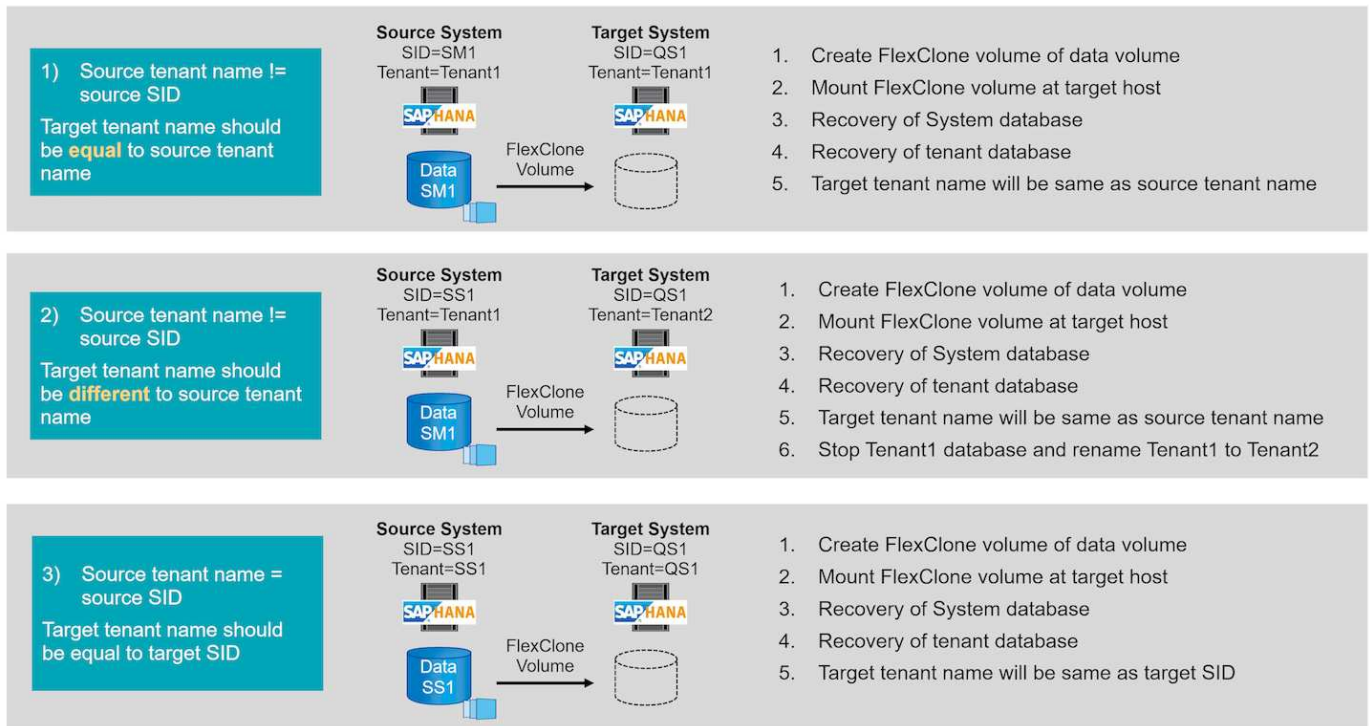 1) Source tenant name !=
source SID
Target tenant name should
be equal to source tenant
name
Source System
SID=SM1
Tenant=Tenant1
SAP HANA
Data
SM1
FlexClone
Volume
Target System
SID=QS1
Tenant=Tenant1
SAP HANA
1. Create FlexClone volume of data volume
2. Mount FlexClone volume at target host
3. Recovery of System database
4. Recovery of tenant database
5. Target tenant name will be same as source tenant name
2) Source tenant name !=
source SID
Target tenant name should
be different to source tenant
name
Source System
SID=SS1
Tenant=Tenant1
SAP HANA
Data
SM1
FlexClone
Volume
Target System
SID=QS1
Tenant=Tenant2
SAP HANA
1. Create FlexClone volume of data volume
2. Mount FlexClone volume at target host
3. Recovery of System database
4. Recovery of tenant database
5. Target tenant name will be same as source tenant name
6. Stop Tenant1 database and rename Tenant1 to Tenant2
3) Source tenant name =
source SID
Target tenant name should
be equal to target SID
Source System
SID=SS1
Tenant=SS1
SAP HANA
Data
SS1
FlexClone
Volume
Target System
SID=QS1
Tenant=QS1
SAP HANA
1. Create FlexClone volume of data volume
2. Mount FlexClone volume at target host
3. Recovery of System database
4. Recovery of tenant database
5. Target tenant name will be same as target SID